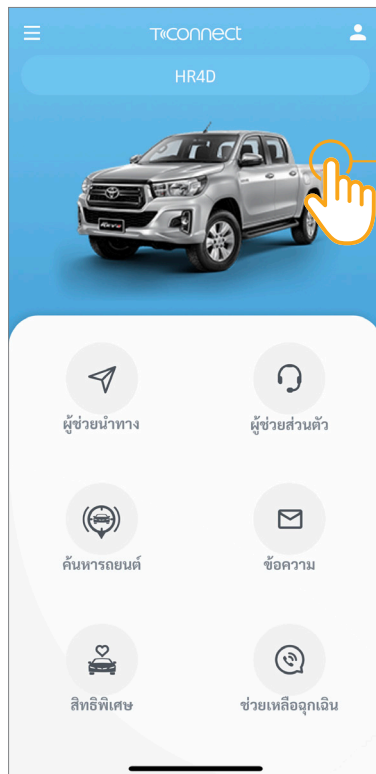 T-CONNECT
HR4D
ผู้ช่วยนำทาง
ผู้ช่วยส่วนตัว
ค้นหารถยนต์
ข้อความ
สิทธิพิเศษ
ช่วยเหลือฉุกเฉิน